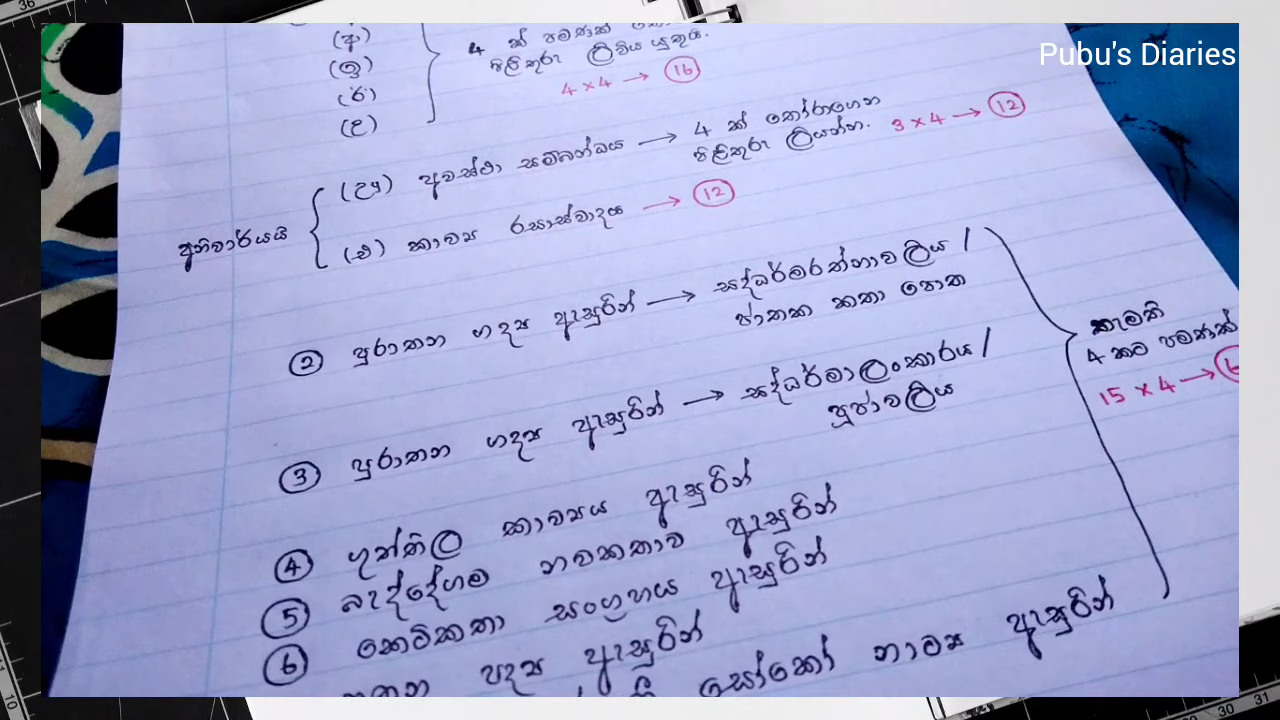 Pubu's Diaries
(ආ)
(ඉ)
(ඊ)
(උ)
4 ක් පමණක්
පිළිතුරු ලිවිය යුතුය.
4 × 4 → 16
අනිවාර්යයි
(ඌ) අවස්ථා සම්බන්ධය → 4 ක් තෝරාගෙන
පිළිතුරු ලියන්න. 3 × 4 → 12
(එ) කාව්‍ය රසාස්වාදය → 12
2 පුරාතන ගද්‍ය ඇසුරින් → සද්ධර්මරත්නාවලිය /
ජාතක කතා පොත
3 පුරාතන ගද්‍ය ඇසුරින් → සද්ධර්මාලංකාරය /
පූජාවලිය
4 ගුත්තිල කාව්‍යය ඇසුරින්
5 බැද්දේගම නවකතාව ඇසුරින්
6 කෙටිකතා සංග්‍රහය ඇසුරින්
පද්‍ය ඇසුරින්
සෝකෝ නාට්‍ය ඇසුරින්
කැමති
4 කට පමණක්
15 × 4 →